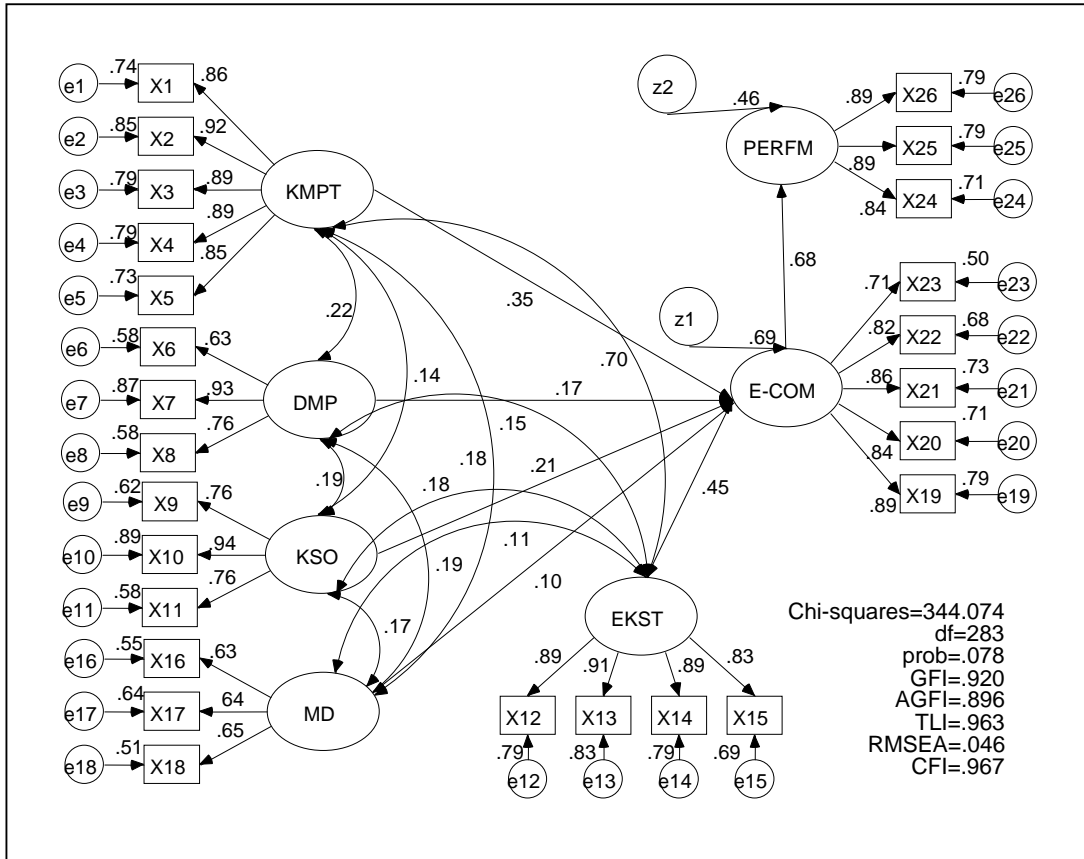 e1 .74 X1 .86
e2 .85 X2 .92
e3 .79 X3 .89
e4 .79 X4 .89
e5 .73 X5 .85
KMPT
e6 .58 X6 .63
e7 .87 X7 .93
e8 .58 X8 .76
DMP
e9 .62 X9 .76
e10 .89 X10 .94
e11 .58 X11 .76
KSO
e16 .55 X16 .63
e17 .64 X17 64
e18 .51 X18 .65
MD
.22
.14
.19
.18
.19
.17
.35
.70
.17
.15
.21
.18
.11
.10
.45
z2
.46
PERFM
.89 X26 .79 e26
.89 X25 .79 e25
.84 X24 .71 e24
.68
z1
.69
E-COM
.71 X23 .50 e23
.82 X22 .68 e22
.86 X21 .73 e21
.84 X20 .71 e20
.89 X19 .79 e19
EKST
.89 .91 .89 .83
X12 X13 X14 X15
.79 .83 .79 .69
e12 e13 e14 e15
Chi-squares=344.074
df=283
prob=.078
GFI=.920
AGFI=.896
TLI=.963
RMSEA=.046
CFI=.967